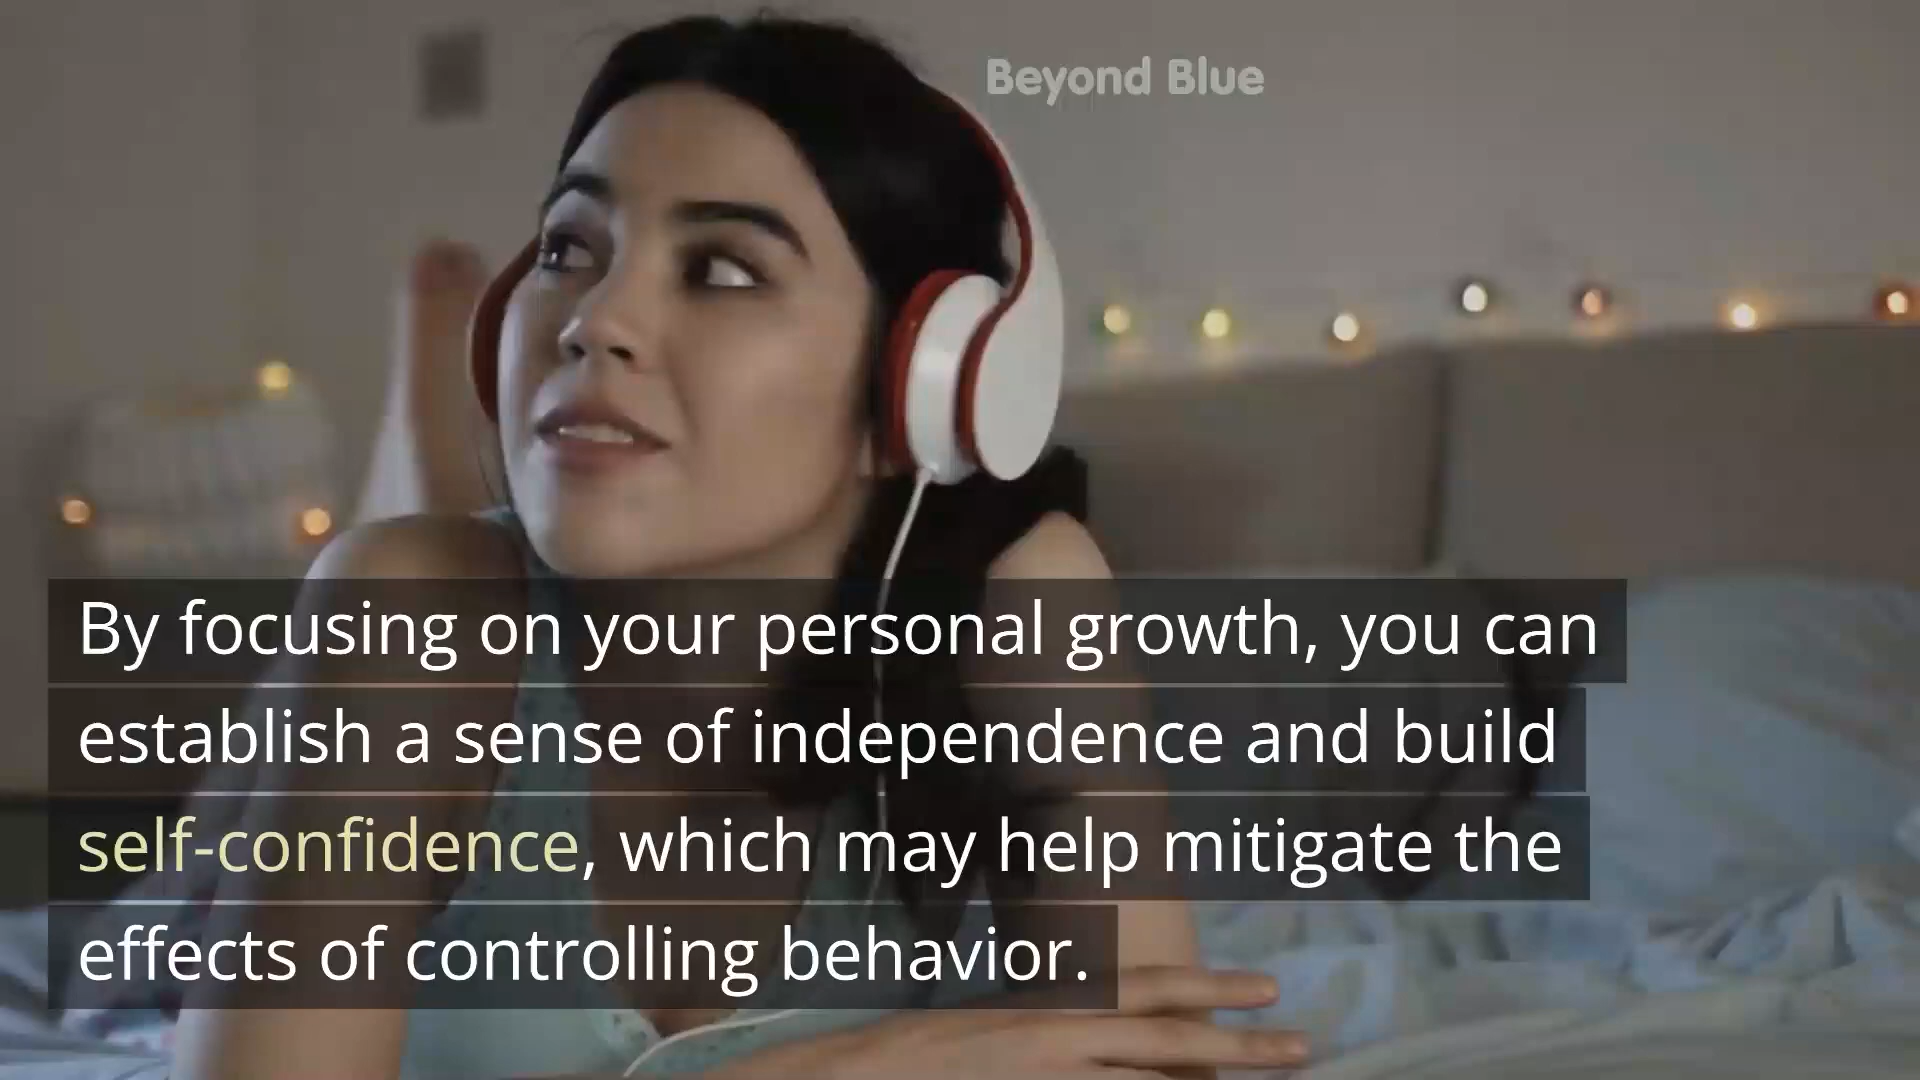 Beyond Blue
By focusing on your personal growth, you can
establish a sense of independence and build
self-confidence, which may help mitigate the
effects of controlling behavior.